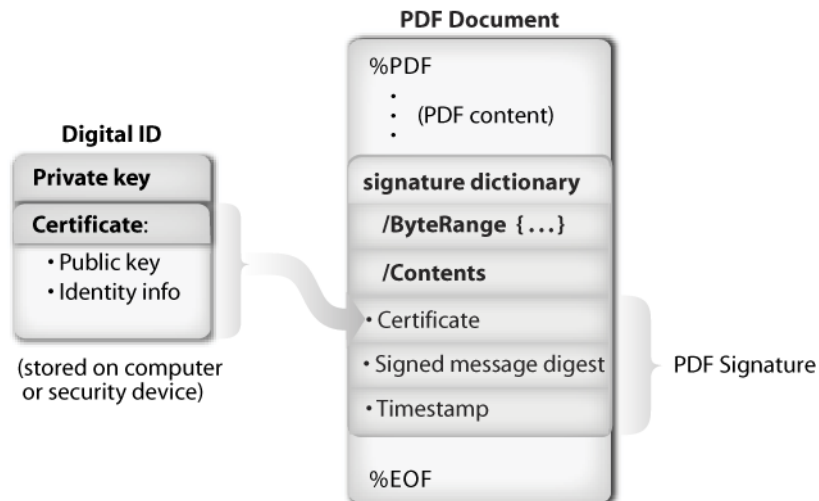 PDF Document
%PDF
•
• (PDF content)
•
Digital ID
Private key
Certificate:
• Public key
• Identity info
(stored on computer
or security device)
signature dictionary
/ByteRange {...}
/Contents
• Certificate
• Signed message digest
• Timestamp
PDF Signature
%EOF